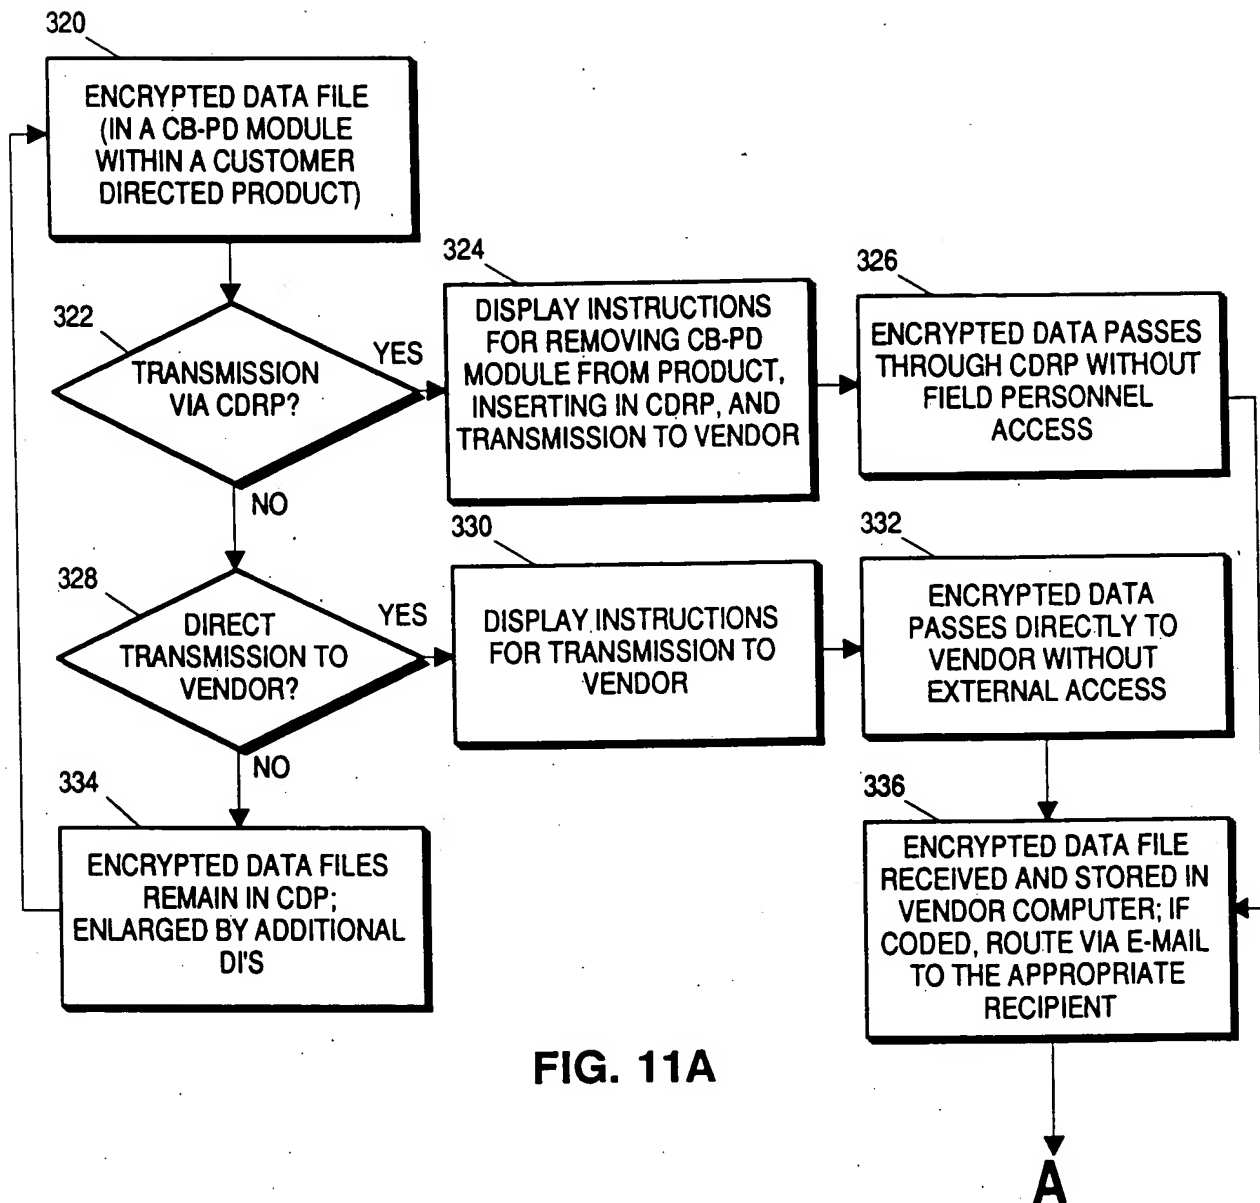 320
ENCRYPTED DATA FILE
(IN A CB-PD MODULE
WITHIN A CUSTOMER
DIRECTED PRODUCT)
322
TRANSMISSION
VIA CDRP?
YES
NO
324
DISPLAY INSTRUCTIONS
FOR REMOVING CB-PD
MODULE FROM PRODUCT,
INSERTING IN CDRP, AND
TRANSMISSION TO VENDOR
326
ENCRYPTED DATA PASSES
THROUGH CDRP WITHOUT
FIELD PERSONNEL
ACCESS
328
DIRECT
TRANSMISSION TO
VENDOR?
YES
NO
330
DISPLAY INSTRUCTIONS
FOR TRANSMISSION TO
VENDOR
332
ENCRYPTED DATA
PASSES DIRECTLY TO
VENDOR WITHOUT
EXTERNAL ACCESS
334
ENCRYPTED DATA FILES
REMAIN IN CDP;
ENLARGED BY ADDITIONAL
DI'S
336
ENCRYPTED DATA FILE
RECEIVED AND STORED IN
VENDOR COMPUTER; IF
CODED, ROUTE VIA E-MAIL
TO THE APPROPRIATE
RECIPIENT
FIG. 11A
A